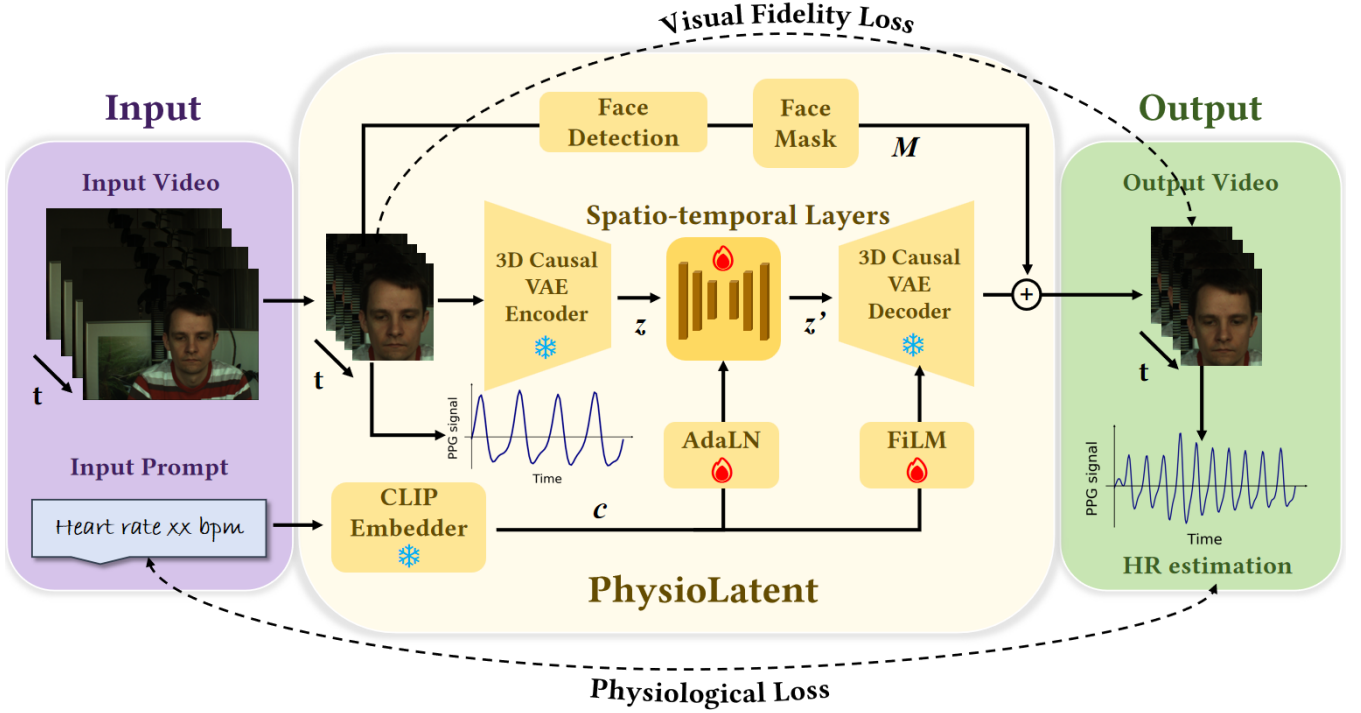 Visual Fidelity Loss
Input
Output
Face
Detection
Face
Mask
M
Input Video
Output Video
Spatio-temporal Layers
3D Causal
VAE
Encoder
z
z’
3D Causal
VAE
Decoder
+
t
t
t
PPG signal
Time
AdaLN
FiLM
PPG signal
Time
Input Prompt
Heart rate xx bpm
CLIP
Embedder
c
HR estimation
PhysioLatent
Physiological Loss